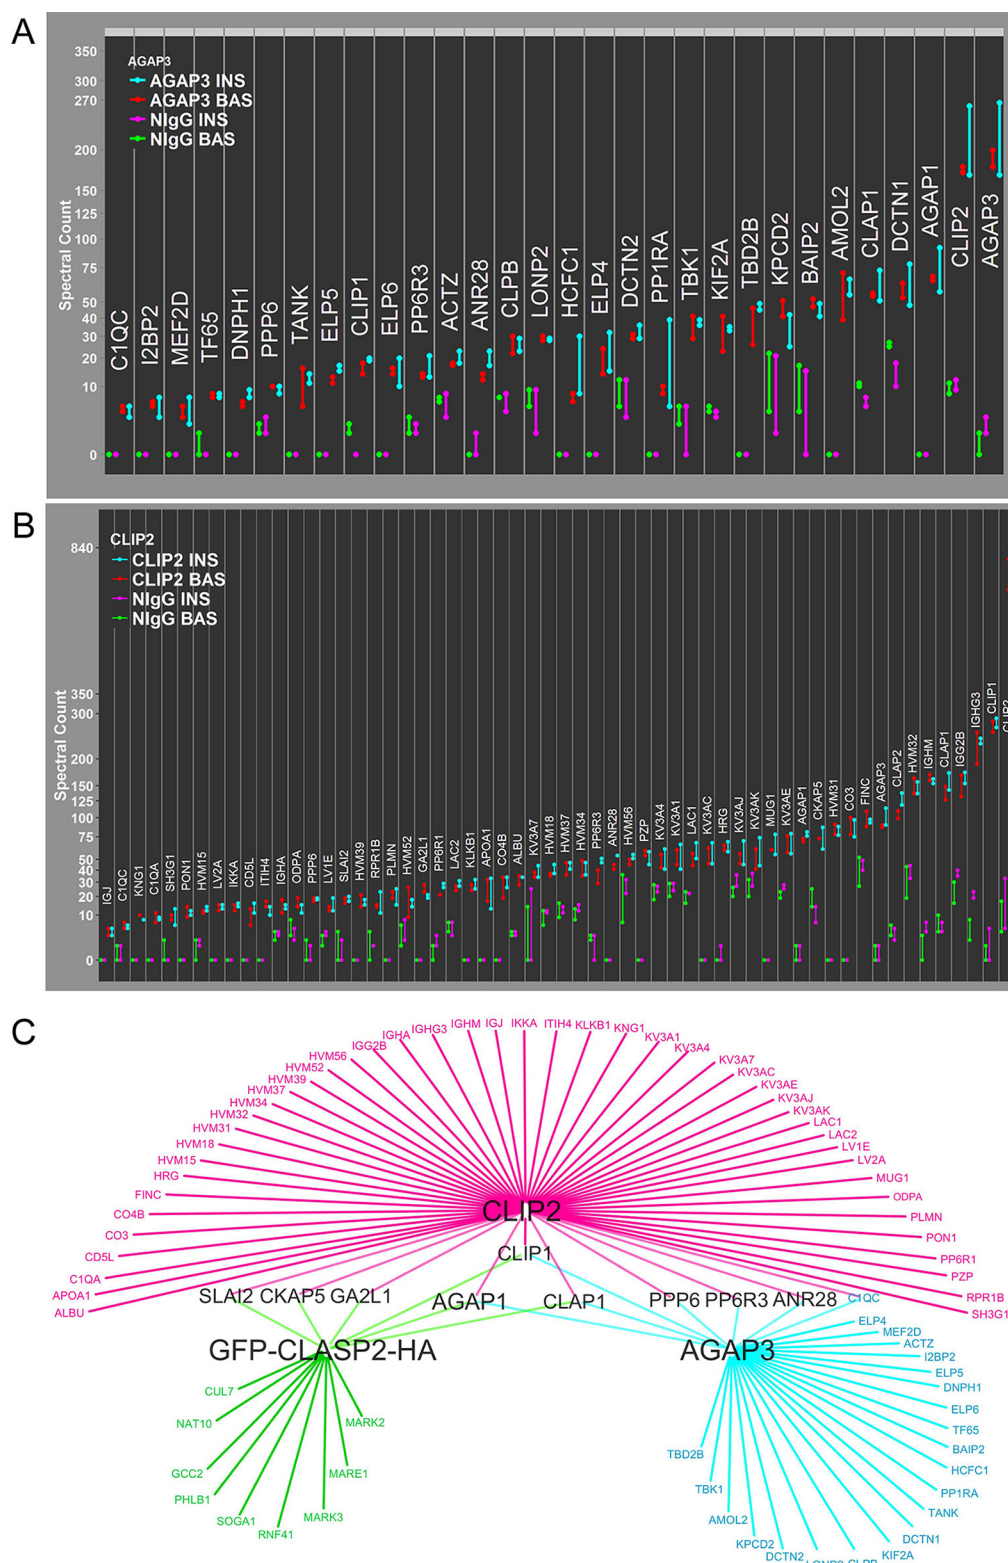 A
AGAP3
AGAP3 INS
AGAP3 BAS
NIgG INS
NIgG BAS
Spectral Count
350
300
270
200
150
125
100
75
50
40
30
20
10
0
C1QC
I2BP2
MEF2D
TF65
DNPH1
PPP6
TANK
ELP5
CLIP1
ELP6
PP6R3
ACTZ
ANR28
CLPB
LONP2
HCFC1
ELP4
DCTN2
PP1RA
TBK1
KIF2A
TBD2B
KPCD2
BAIP2
AMOL2
CLAP1
DCTN1
AGAP1
CLIP2
AGAP3
B
CLIP2
CLIP2 INS
CLIP2 BAS
NIgG INS
NIgG BAS
Spectral Count
840
350
300
200
150
125
100
75
50
40
30
20
10
0
IGJ
C1QC
KNG1
C1QA
SH3G1
PON1
HVM15
LV2A
IKKA
CD5L
ITIH4
IGHA
ODPA
PPP6
LV1E
SLAI2
HVM39
RPR1B
PLMN
HVM52
GA2L1
PP6R1
LAC2
KLKB1
APOA1
CO4B
ALBU
KV3A7
HVM18
HVM37
HVM34
PP6R3
ANR28
HVM56
PZP
KV3A4
KV3A1
LAC1
KV3AC
HRG
KV3AJ
KV3AK
MUG1
KV3AE
AGAP1
CKAP5
HVM31
CO3
FINC
AGAP3
CLAP2
HVM32
IGHM
CLAP1
IGG2B
IGHG3
CLIP1
CLIP2
C
HVM56
IGG2B
IGHA
IGHG3
IGHM
IGJ
IKKA
ITIH4
KLKB1
KNG1
KV3A1
KV3A4
KV3A7
HVM52
HVM39
HVM37
HVM34
HVM32
HVM31
HVM18
HVM15
HRG
FINC
CO4B
CO3
CD5L
C1QA
APOA1
ALBU
KV3AC
KV3AE
KV3AJ
KV3AK
LAC1
LAC2
LV1E
LV2A
MUG1
ODPA
PLMN
PON1
PP6R1
PZP
RPR1B
SH3G1
CLIP2
CLIP1
SLAI2 CKAP5 GA2L1
AGAP1
CLAP1
PPP6 PP6R3 ANR28
C1QC
GFP-CLASP2-HA
AGAP3
CUL7
NAT10
GCC2
PHLB1
SOGA1
RNF41
MARK3
MARE1
MARK2
ELP4
MEF2D
ACTZ
I2BP2
ELP5
DNPH1
ELP6
TF65
BAIP2
HCFC1
PP1RA
TANK
DCTN1
KIF2A
CLPB
LONP2
DCTN2
KPCD2
AMOL2
TBK1
TBD2B